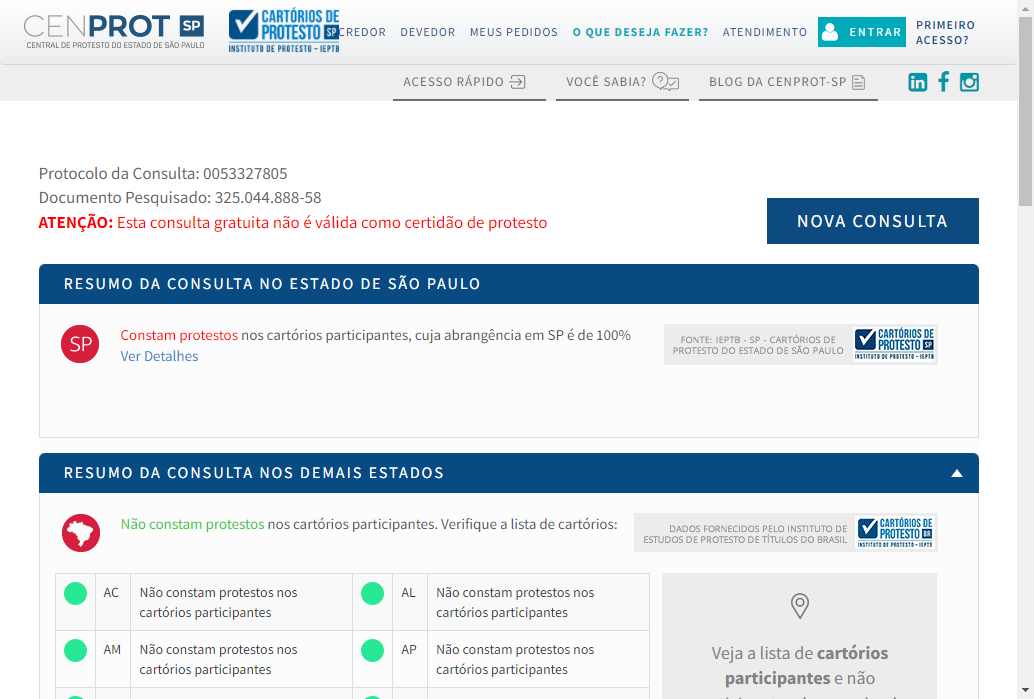 CENPROT SP
CENTRAL DE PROTESTO DO ESTADO DE SÃO PAULO
CARTÓRIOS DE
PROTESTO SP
INSTITUTO DE PROTESTO - IEPTB
CREDOR DEVEDOR MEUS PEDIDOS O QUE DESEJA FAZER? ATENDIMENTO ENTRAR PRIMEIRO
ACESSO?
ACESSO RÁPIDO VOCÊ SABIA? BLOG DA CENPROT-SP
Protocolo da Consulta: 0053327805
Documento Pesquisado: 325.044.888-58
ATENÇÃO: Esta consulta gratuita não é válida como certidão de protesto
NOVA CONSULTA
RESUMO DA CONSULTA NO ESTADO DE SÃO PAULO
SP
Constam protestos nos cartórios participantes, cuja abrangência em SP é de 100%
Ver Detalhes
FONTE: IEPTB - SP - CARTÓRIOS DE
PROTESTO DO ESTADO DE SÃO PAULO
CARTÓRIOS DE
PROTESTO SP
INSTITUTO DE PROTESTO - IEPTB
RESUMO DA CONSULTA NOS DEMAIS ESTADOS
Não constam protestos nos cartórios participantes. Verifique a lista de cartórios:
DADOS FORNECIDOS PELO INSTITUTO DE
ESTUDOS DE PROTESTO DE TÍTULOS DO BRASIL
CARTÓRIOS DE
PROTESTO BR
INSTITUTO DE PROTESTO - IEPTB
AC Não constam protestos nos
cartórios participantes
AL Não constam protestos nos
cartórios participantes
AM Não constam protestos nos
cartórios participantes
AP Não constam protestos nos
cartórios participantes
Veja a lista de cartórios
participantes e não